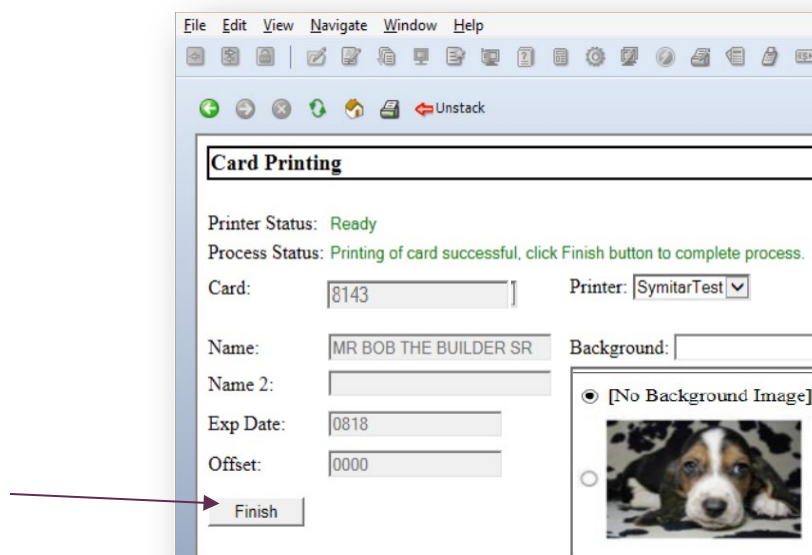 File Edit View Navigate Window Help
Unstack
Card Printing
Printer Status: Ready
Process Status: Printing of card successful, click Finish button to complete process.
Card: 8143 Printer: SymitarTest
Name: MR BOB THE BUILDER SR Background:
Name 2:
[No Background Image]
Exp Date: 0818
Offset: 0000
Finish